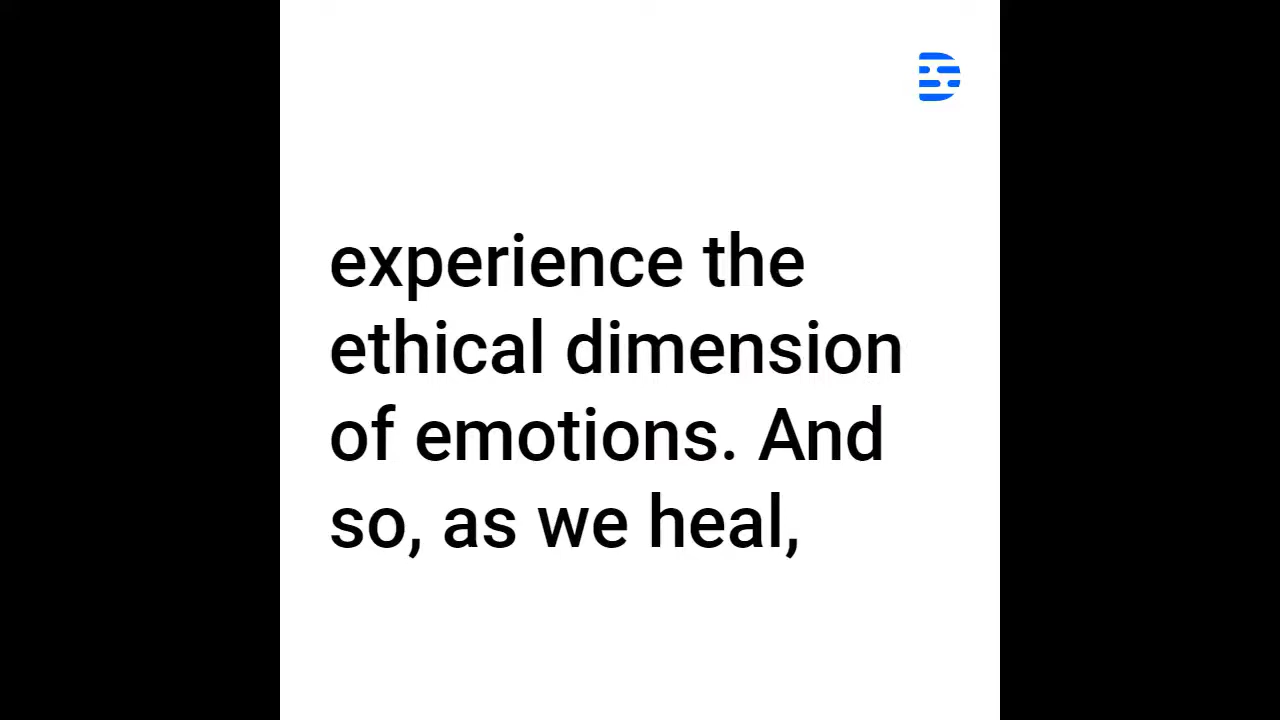 experience the
ethical dimension
of emotions. And
so, as we heal,